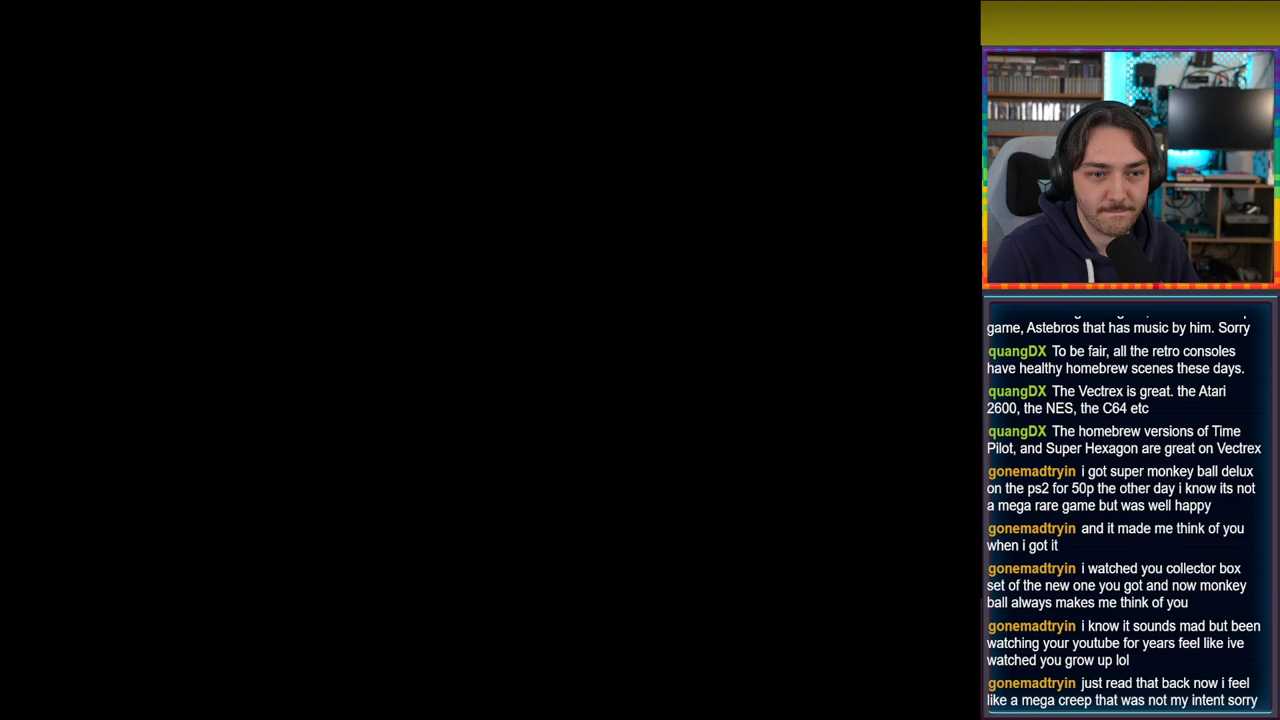 game, Astebros that has music by him. Sorry
quangDX To be fair, all the retro consoles
have healthy homebrew scenes these days.
quangDX The Vectrex is great. the Atari
2600, the NES, the C64 etc
quangDX The homebrew versions of Time
Pilot, and Super Hexagon are great on Vectrex
gonemadtryin i got super monkey ball delux
on the ps2 for 50p the other day i know its not
a mega rare game but was well happy
gonemadtryin and it made me think of you
when i got it
gonemadtryin i watched you collector box
set of the new one you got and now monkey
ball always makes me think of you
gonemadtryin i know it sounds mad but been
watching your youtube for years feel like ive
watched you grow up lol
gonemadtryin just read that back now i feel
like a mega creep that was not my intent sorry